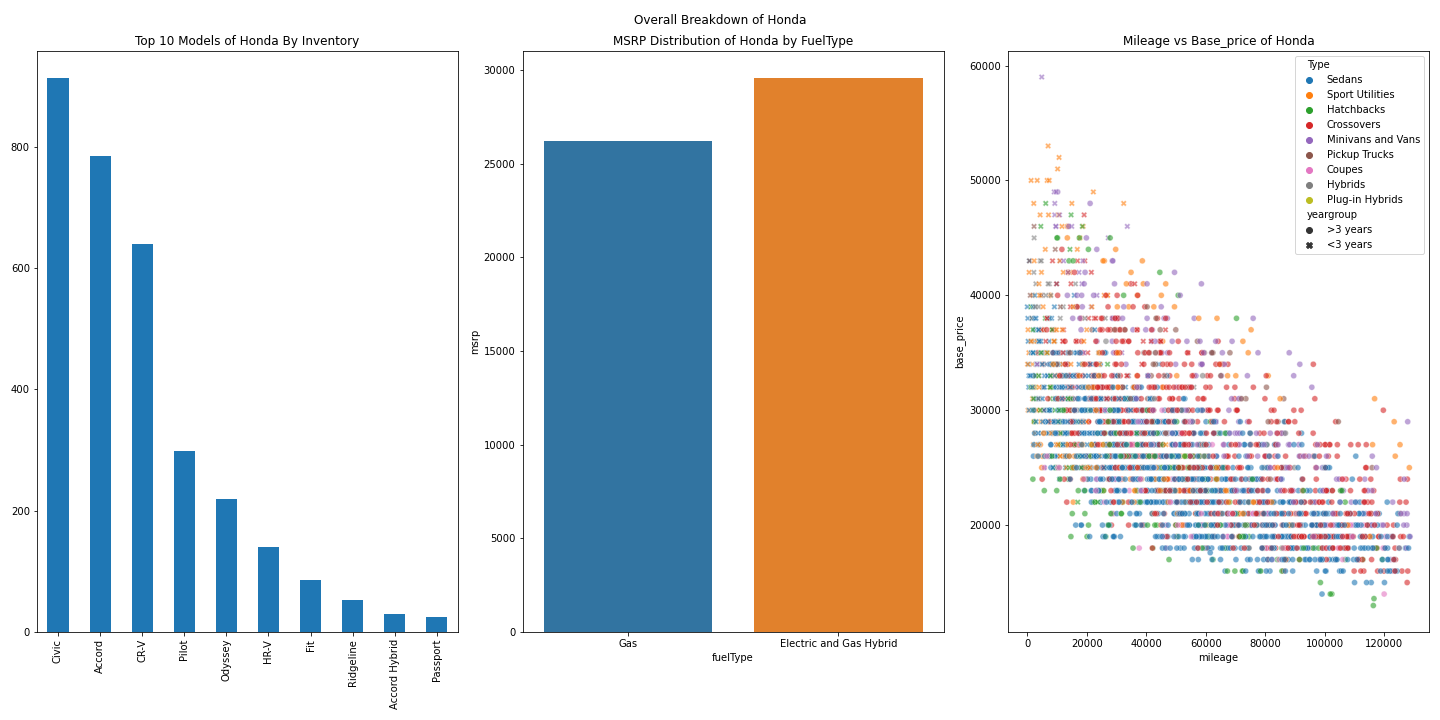 Overall Breakdown of Honda
Top 10 Models of Honda By Inventory
800
600
400
200
0
Civic
Accord
CR-V
Pilot
Odyssey
HR-V
Fit
Ridgeline
Accord Hybrid
Passport
MSRP Distribution of Honda by FuelType
msrp
30000
25000
20000
15000
10000
5000
0
Gas
Electric and Gas Hybrid
fuelType
Mileage vs Base_price of Honda
base_price
60000
50000
40000
30000
20000
Type
Sedans
Sport Utilities
Hatchbacks
Crossovers
Minivans and Vans
Pickup Trucks
Coupes
Hybrids
Plug-in Hybrids
yeargroup
>3 years
<3 years
0
20000
40000
60000
80000
100000
120000
mileage